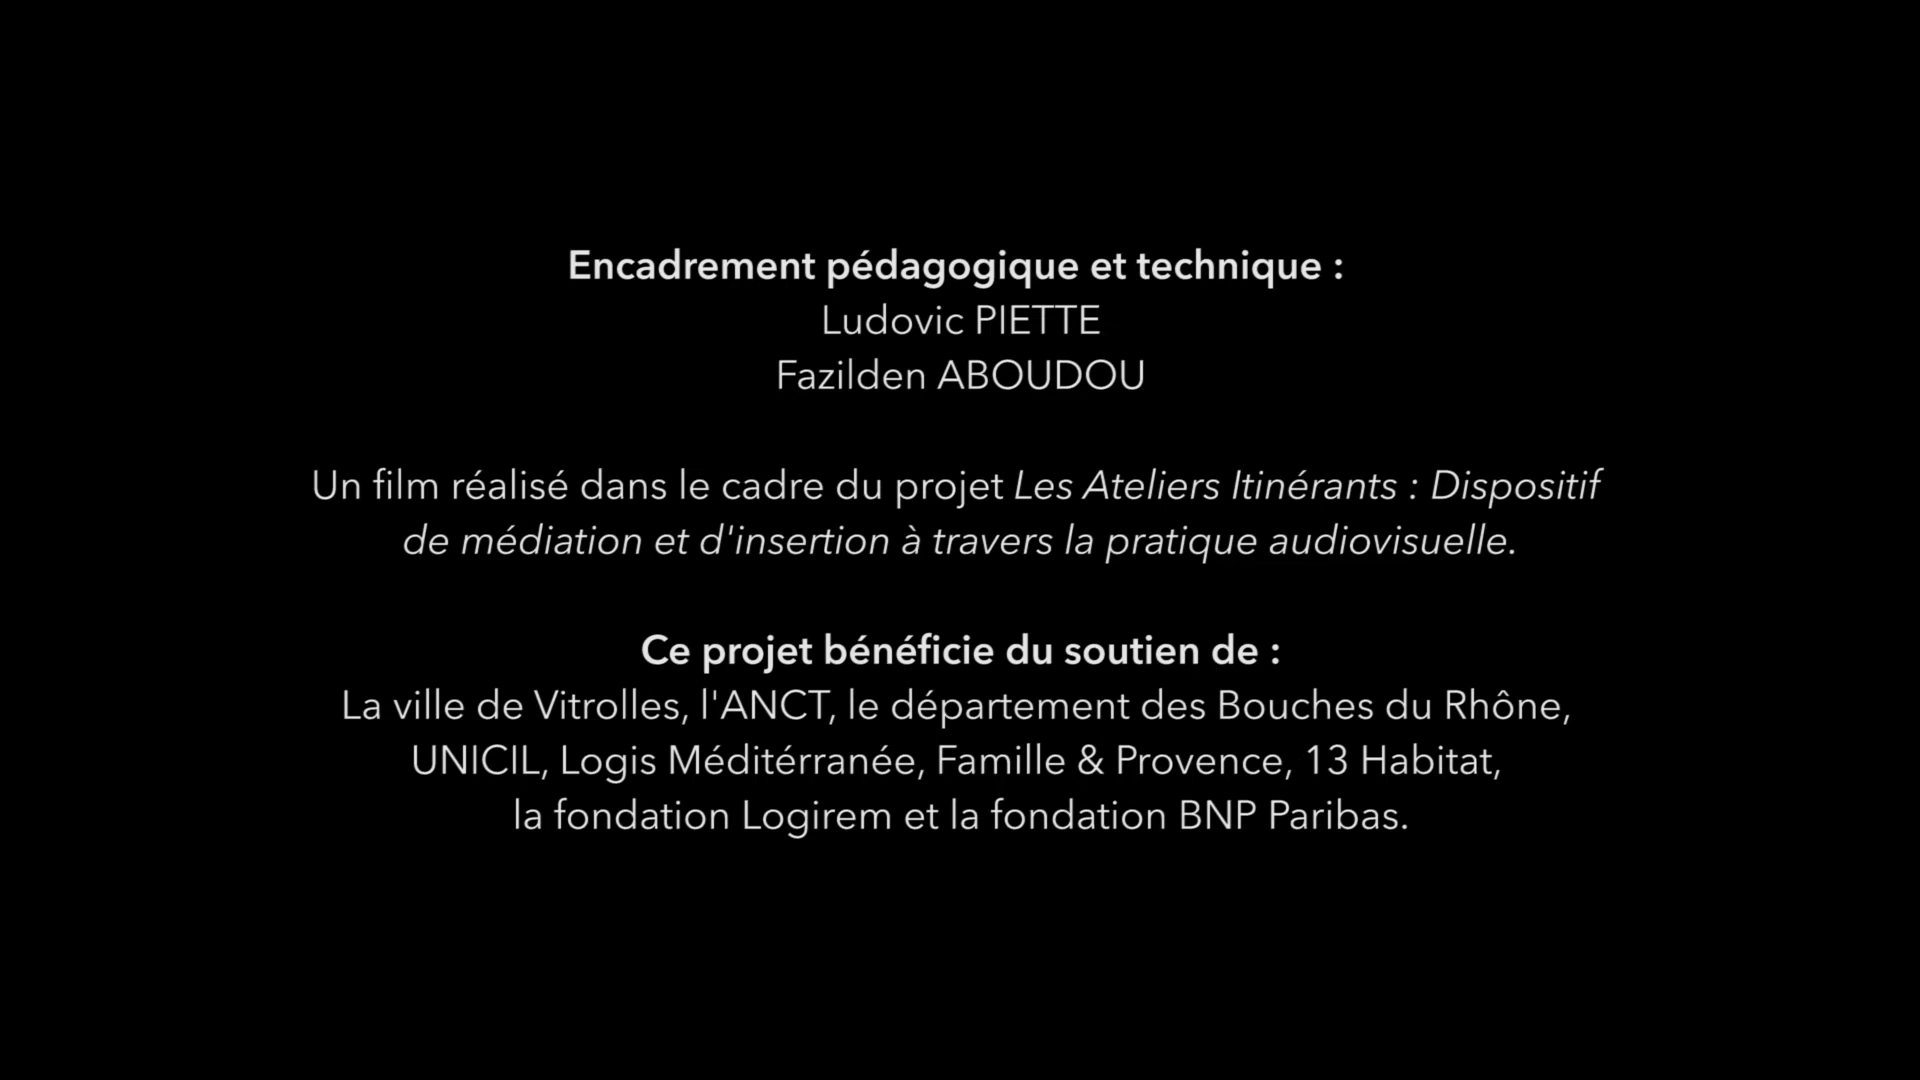 Encadrement pédagogique et technique :
Ludovic PIETTE
Fazilden ABOUDOU
Un film réalisé dans le cadre du projet Les Ateliers Itinérants : Dispositif
de médiation et d'insertion à travers la pratique audiovisuelle.
Ce projet bénéficie du soutien de :
La ville de Vitrolles, l'ANCT, le département des Bouches du Rhône,
UNICIL, Logis Méditérranée, Famille & Provence, 13 Habitat,
la fondation Logirem et la fondation BNP Paribas.